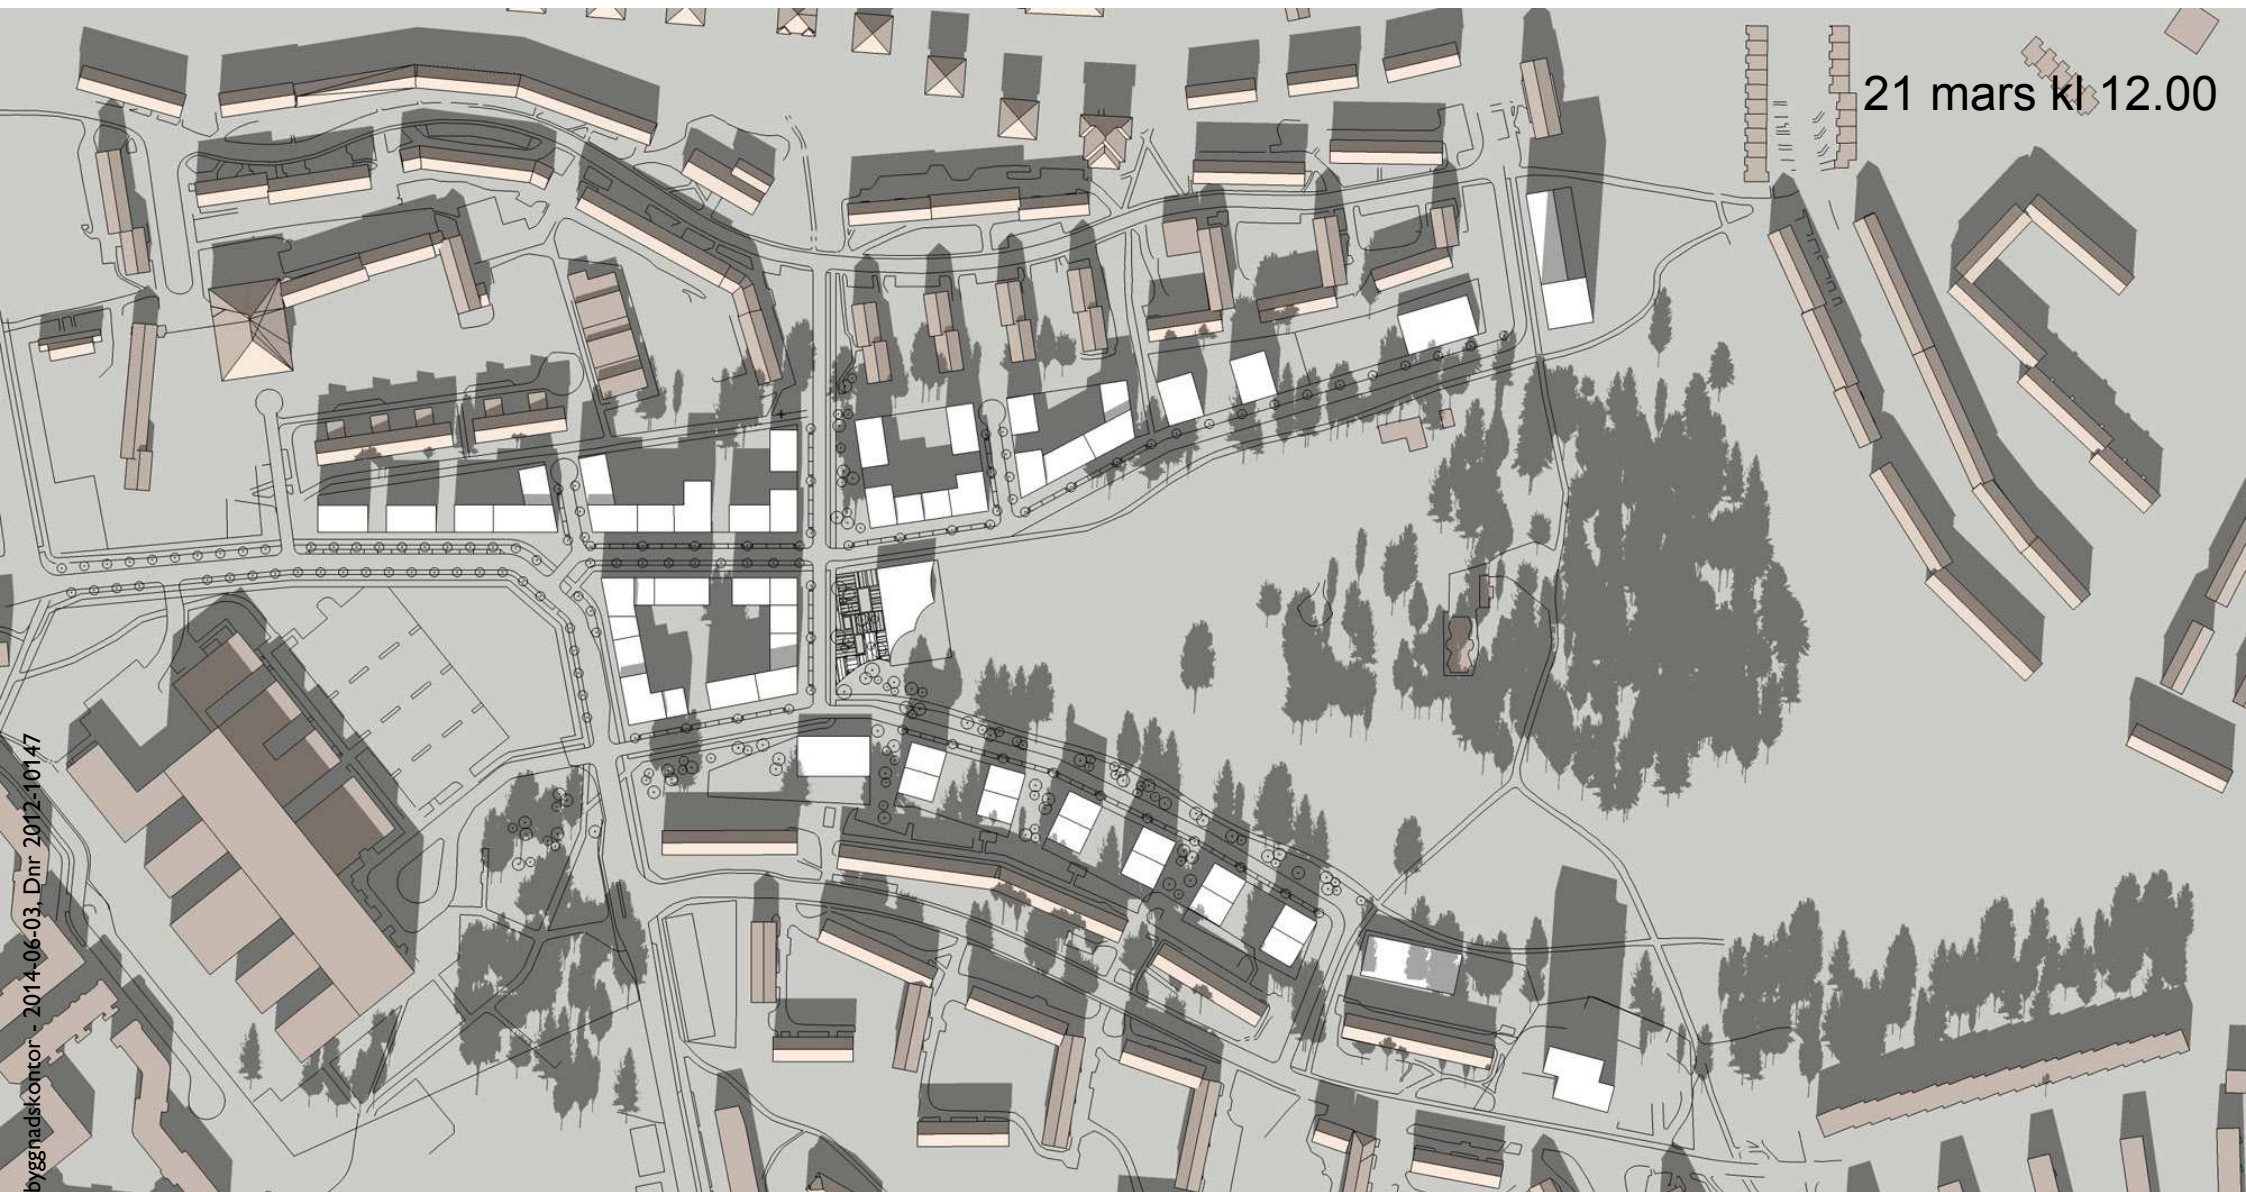 21 mars kl 12.00
byggnadskontor - 2014-06-03, Dnr 2012-10147